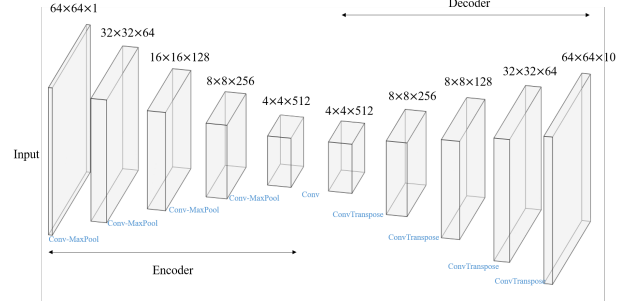 Decoder
64×64×1
32×32×64
16×16×128
8×8×256
4×4×512
4×4×512
8×8×256
8×8×128
32×32×64
64×64×10
Input
Conv-MaxPool
Conv-MaxPool
Conv-MaxPool
Conv-MaxPool
Conv
ConvTranspose
ConvTranspose
ConvTranspose
ConvTranspose
Encoder